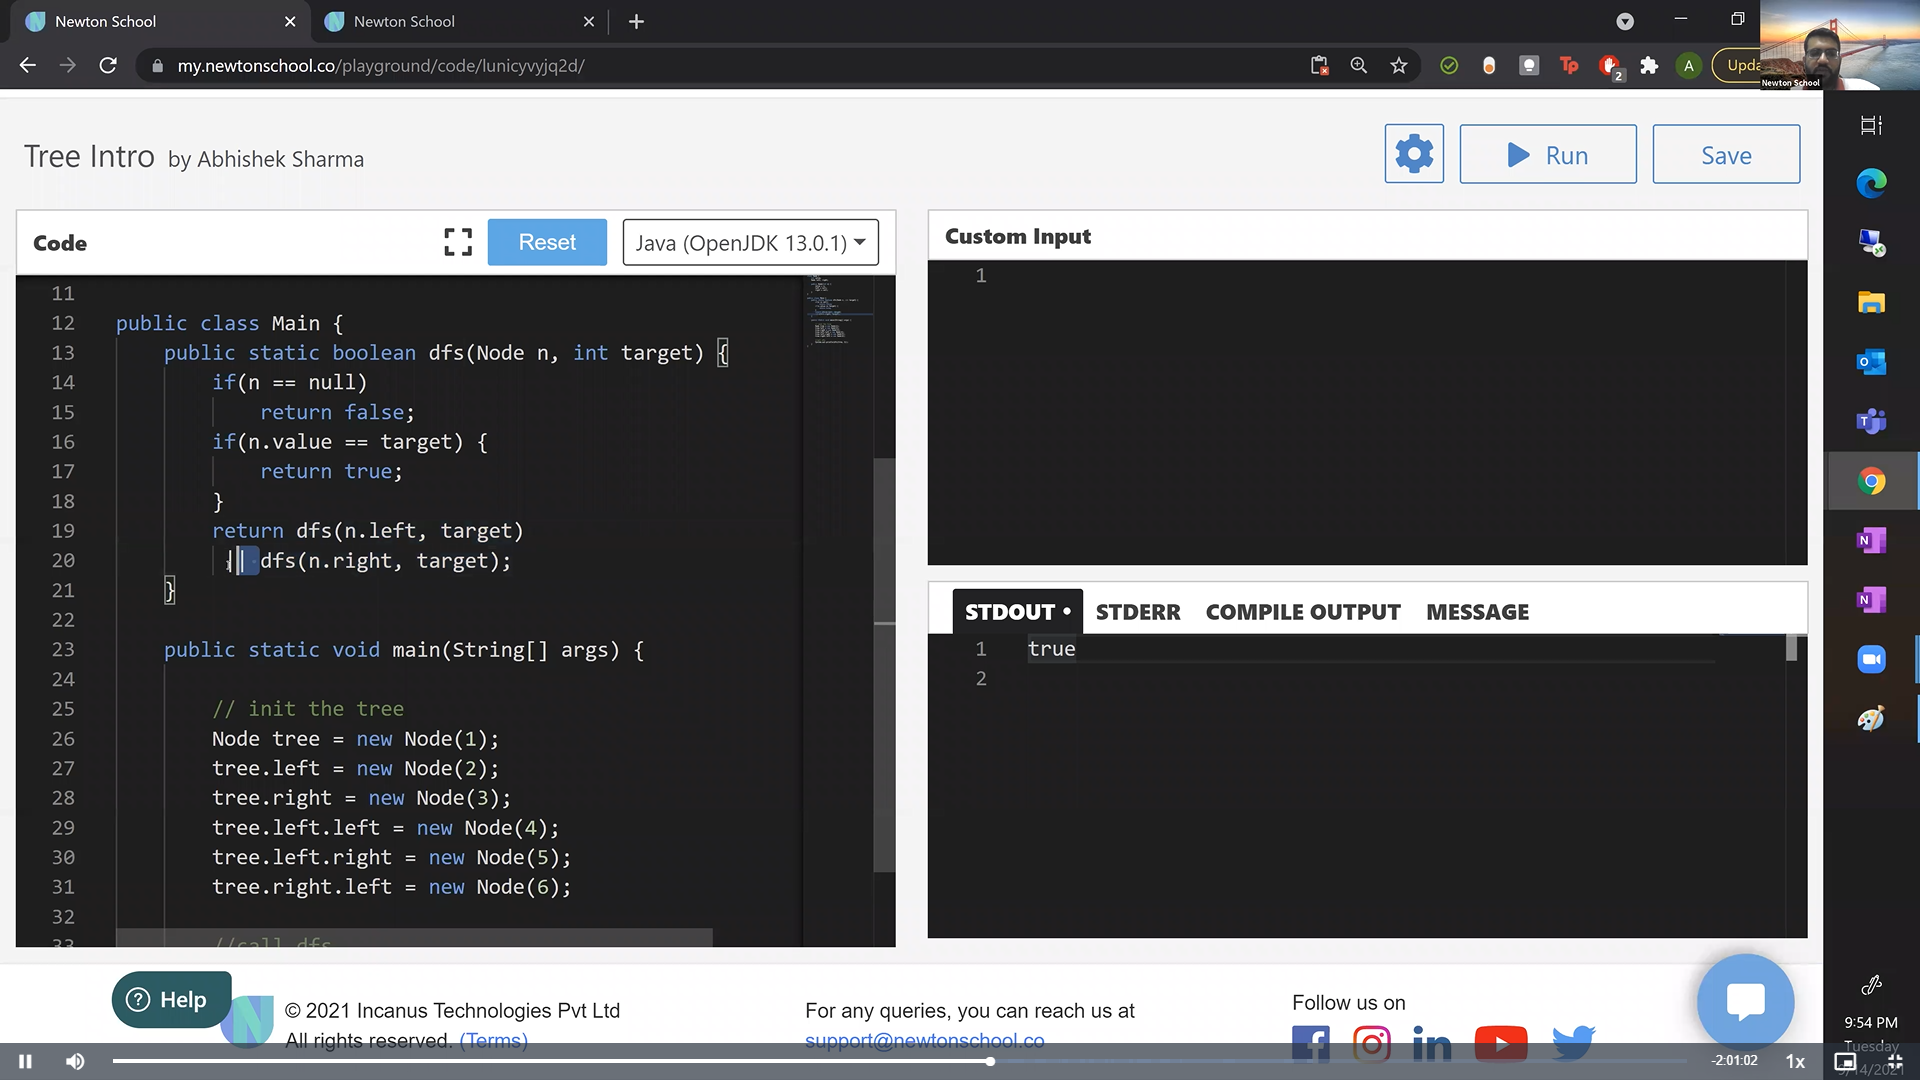 Newton School
Newton School
my.newtonschool.co/playground/code/lunicyvyjq2d/
Tp
2
A
Upda
Newton School
Tree Intro by Abhishek Sharma
Run
Save
Code
Reset
Java (OpenJDK 13.0.1)
Custom Input
1
11
12 public class Main {
13 public static boolean dfs(Node n, int target) {
14 if(n == null)
15 return false;
16 if(n.value == target) {
17 return true;
18 }
19 return dfs(n.left, target)
20 || dfs(n.right, target);
21 }
22
23 public static void main(String[] args) {
24
25 // init the tree
26 Node tree = new Node(1);
27 tree.left = new Node(2);
28 tree.right = new Node(3);
29 tree.left.left = new Node(4);
30 tree.left.right = new Node(5);
31 tree.right.left = new Node(6);
32
33 //call dfs
STDOUT • STDERR COMPILE OUTPUT MESSAGE
1 true
2
Help
© 2021 Incanus Technologies Pvt Ltd
All rights reserved. (Terms)
For any queries, you can reach us at
support@newtonschool.co
Follow us on
9:54 PM
Tuesday
-2:01:02
1x